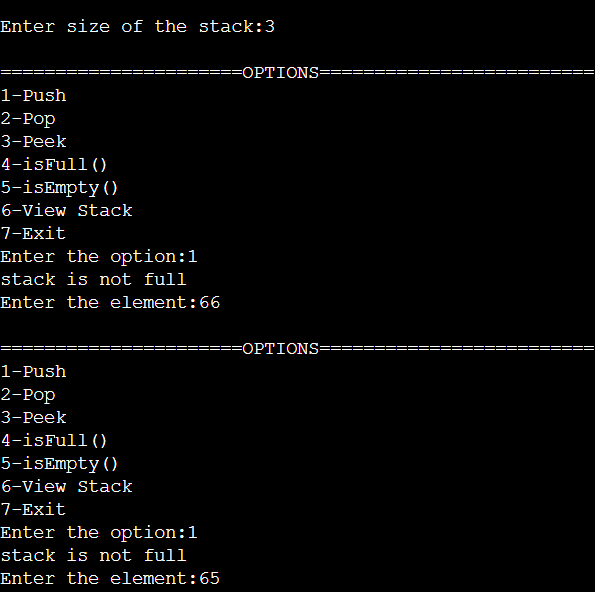 Enter size of the stack:3
======================OPTIONS=========================
1-Push
2-Pop
3-Peek
4-isFull()
5-isEmpty()
6-View Stack
7-Exit
Enter the option:1
stack is not full
Enter the element:66
======================OPTIONS=========================
1-Push
2-Pop
3-Peek
4-isFull()
5-isEmpty()
6-View Stack
7-Exit
Enter the option:1
stack is not full
Enter the element:65